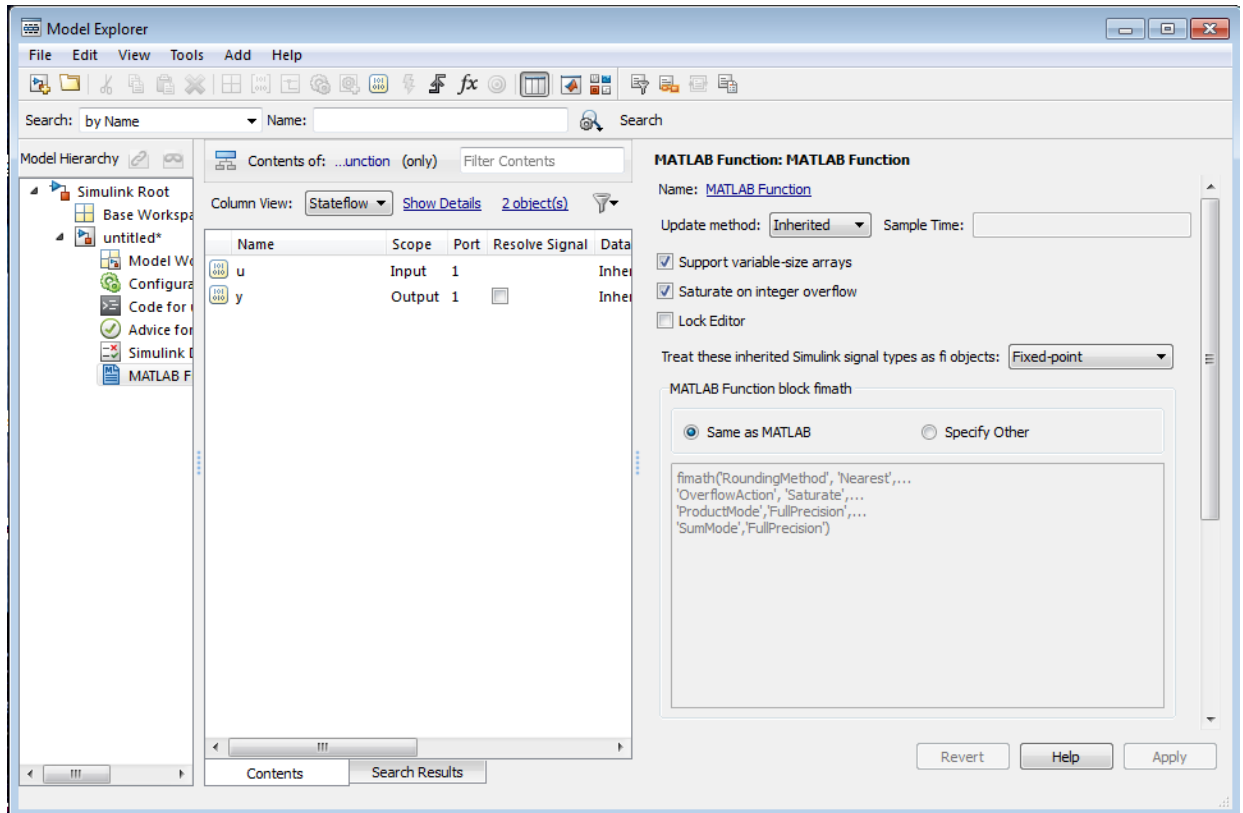 Model Explorer
File Edit View Tools Add Help
fx
Search: by Name Name: Search
Model Hierarchy
Simulink Root
Base Workspa
untitled*
Model Wo
Configura
Code for
Advice for
Simulink
MATLAB F
Contents of: ...unction (only) Filter Contents
Column View: Stateflow Show Details 2 object(s)
Name Scope Port Resolve Signal Data
u Input 1 Inher
y Output 1 Inher
Contents Search Results
MATLAB Function: MATLAB Function
Name: MATLAB Function
Update method: Inherited Sample Time:
Support variable-size arrays
Saturate on integer overflow
Lock Editor
Treat these inherited Simulink signal types as fi objects: Fixed-point
MATLAB Function block fimath
Same as MATLAB Specify Other
fimath('RoundingMethod', 'Nearest',...
'OverflowAction', 'Saturate',...
'ProductMode','FullPrecision',...
'SumMode','FullPrecision')
Revert Help Apply